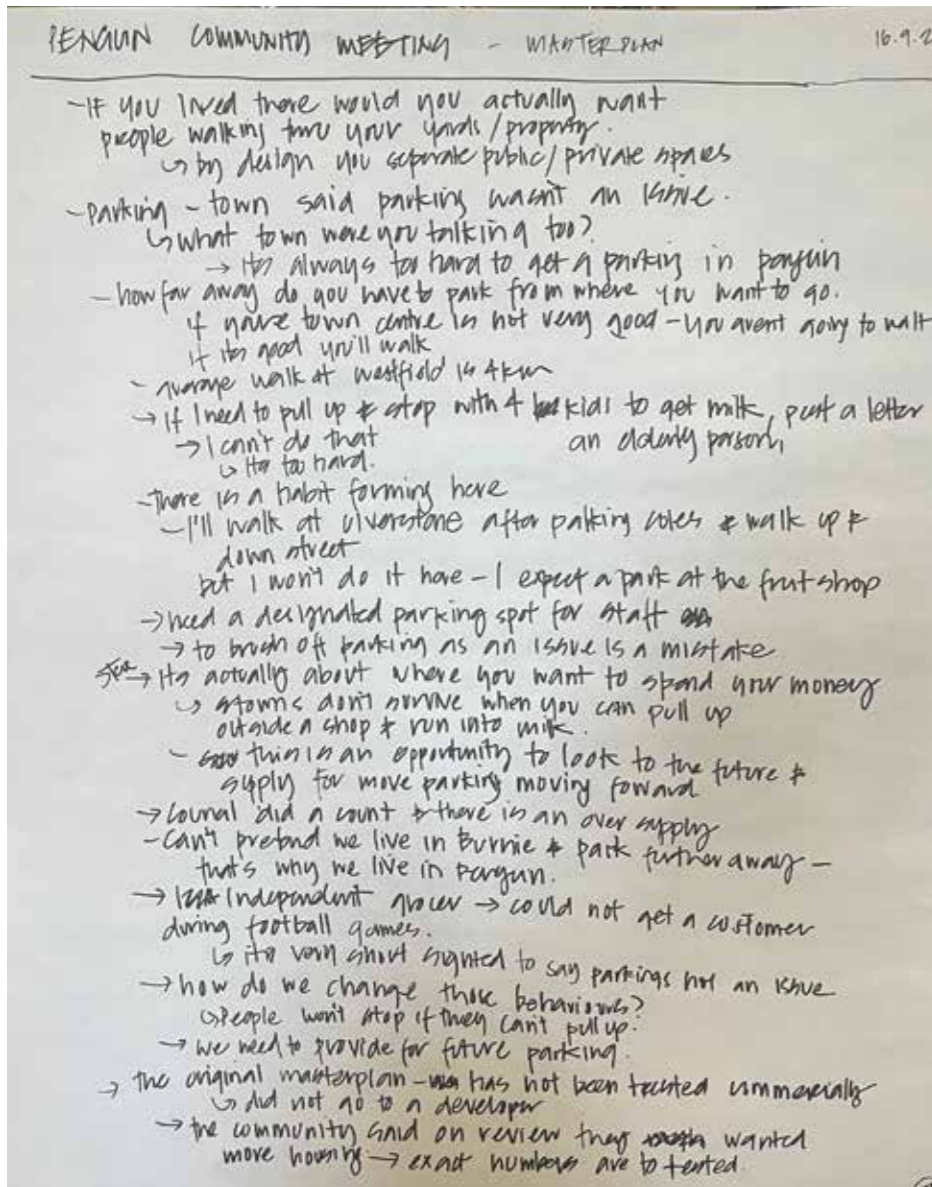 PENGUIN COMMUNITY MEETING - MASTERPLAN 16.9.2
- If you lived there would you actually want
people walking thru your yards/property.
↳ by design you separate public/private spaces
- Parking - town said parking wasn't an issue.
↳ what town were you talking too?
→ its always too hard to get a parking in penguin
- how far away do you have to park from where you want to go.
if youre town centre is not very good - you arent going to walk
if its good you'll walk
- average walk at westfield is 4km
→ If I need to pull up & stop with 4 kids to get milk, post a letter
→ I can't do that an elderly person,
↳ its too hard.
- there is a habit forming here
- I'll walk at ulverstone after parking coles & walk up &
down street
but I won't do it here - I expect a park at the fruit shop
→ need a designated parking spot for staff
→ to brush off parking as an issue is a mistake
→ its actually about where you want to spend your money
↳ towns don't survive when you can pull up
outside a shop & run into milk.
- this is an opportunity to look to the future &
supply for more parking moving foward
→ Council did a count & there is an over supply
- Can't pretend we live in Burnie & park further away -
that's why we live in Penguin.
→ IGA Independent grocer → could not get a customer
during football games.
↳ its very short sighted to say parkings not an issue
→ how do we change those behaviours?
↳ People won't stop if they can't pull up.
→ we need to provide for future parking.
→ the original masterplan - has not been tested commercially
↳ did not go to a developer
→ the community said on review they wanted
more housing → exact numbers are to tested.